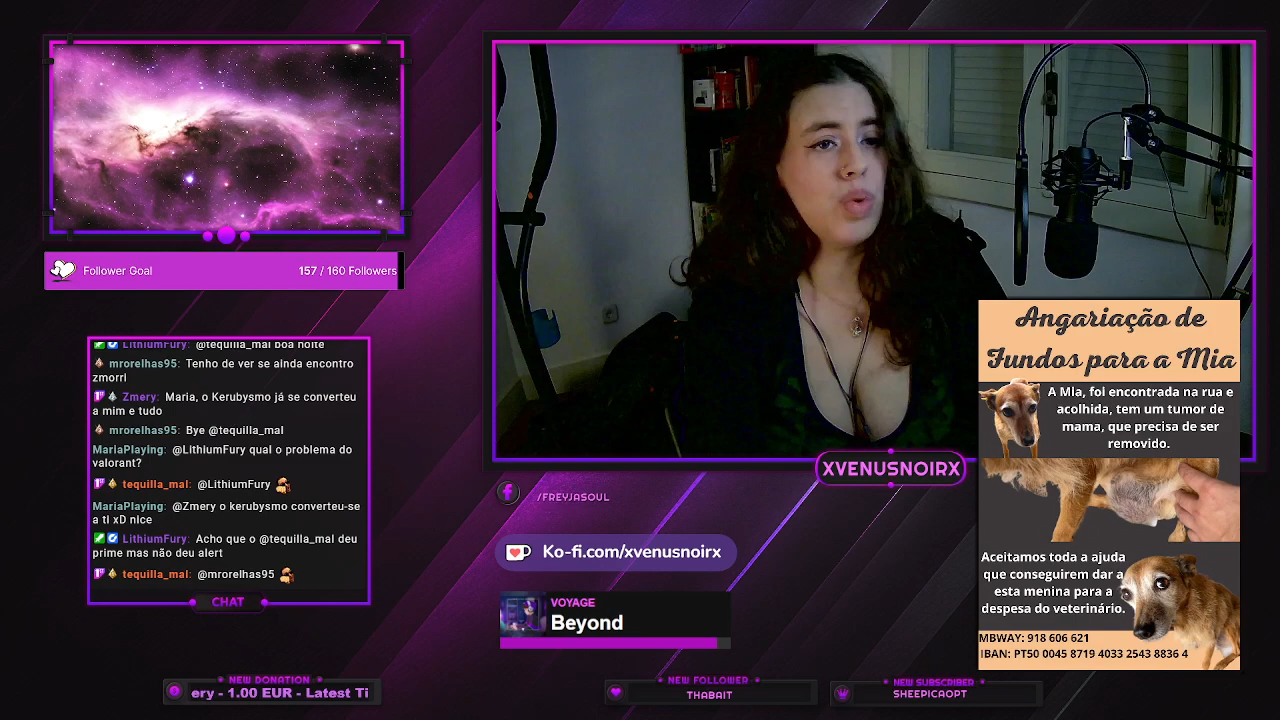 Follower Goal
157 / 160 Followers
LithiumFury: @tequilla_mal boa noite
mrorelhas95: Tenho de ver se ainda encontro
zmorri
Zmery: Maria, o Kerubysmo já se converteu
a mim e tudo
mrorelhas95: Bye @tequilla_mal
MariaPlaying: @LithiumFury qual o problema do
valorant?
tequilla_mal: @LithiumFury
MariaPlaying: @Zmery o kerubysmo converteu-se
a ti xD nice
LithiumFury: Acho que o @tequilla_mal deu
prime mas não deu alert
tequilla_mal: @mrorelhas95
CHAT
XVENUSNOIRX
/FREYJASOUL
Ko-fi.com/xvenusnoirx
VOYAGE
Beyond
Angariação de
Fundos para a Mia
A MIa, foi encontrada na rua e
acolhida, tem um tumor de
mama, que precisa de ser
removido.
Aceitamos toda a ajuda
que conseguirem dar a
esta menina para a
despesa do veterinário.
MBWAY: 918 606 621
IBAN: PT50 0045 8719 4033 2543 8836 4
NEW DONATION
ery - 1.00 EUR - Latest Ti
NEW FOLLOWER
THABAIT
NEW SUBSCRIBER
SHEEPICAOPT